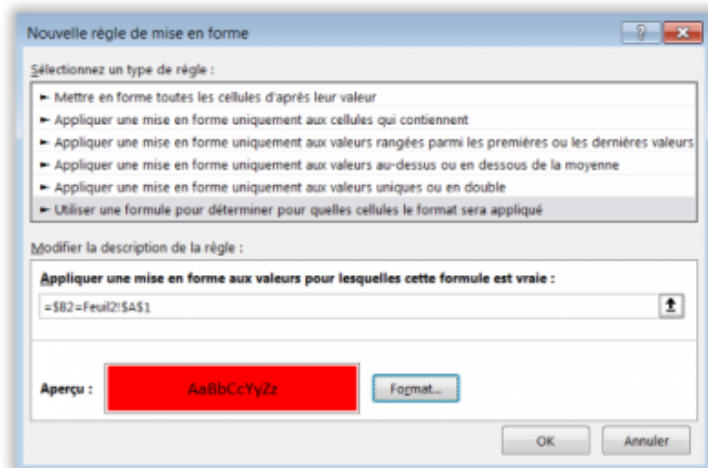 Nouvelle règle de mise en forme
Sélectionnez un type de règle :
► Mettre en forme toutes les cellules d'après leur valeur
► Appliquer une mise en forme uniquement aux cellules qui contiennent
► Appliquer une mise en forme uniquement aux valeurs rangées parmi les premières ou les dernières valeurs
► Appliquer une mise en forme uniquement aux valeurs au-dessus ou en dessous de la moyenne
► Appliquer une mise en forme uniquement aux valeurs uniques ou en double
► Utiliser une formule pour déterminer pour quelles cellules le format sera appliqué
Modifier la description de la règle :
Appliquer une mise en forme aux valeurs pour lesquelles cette formule est vraie :
=$B2=Feuil2!$A$1
Aperçu : AaBbCcYyZz Format...
OK Annuler